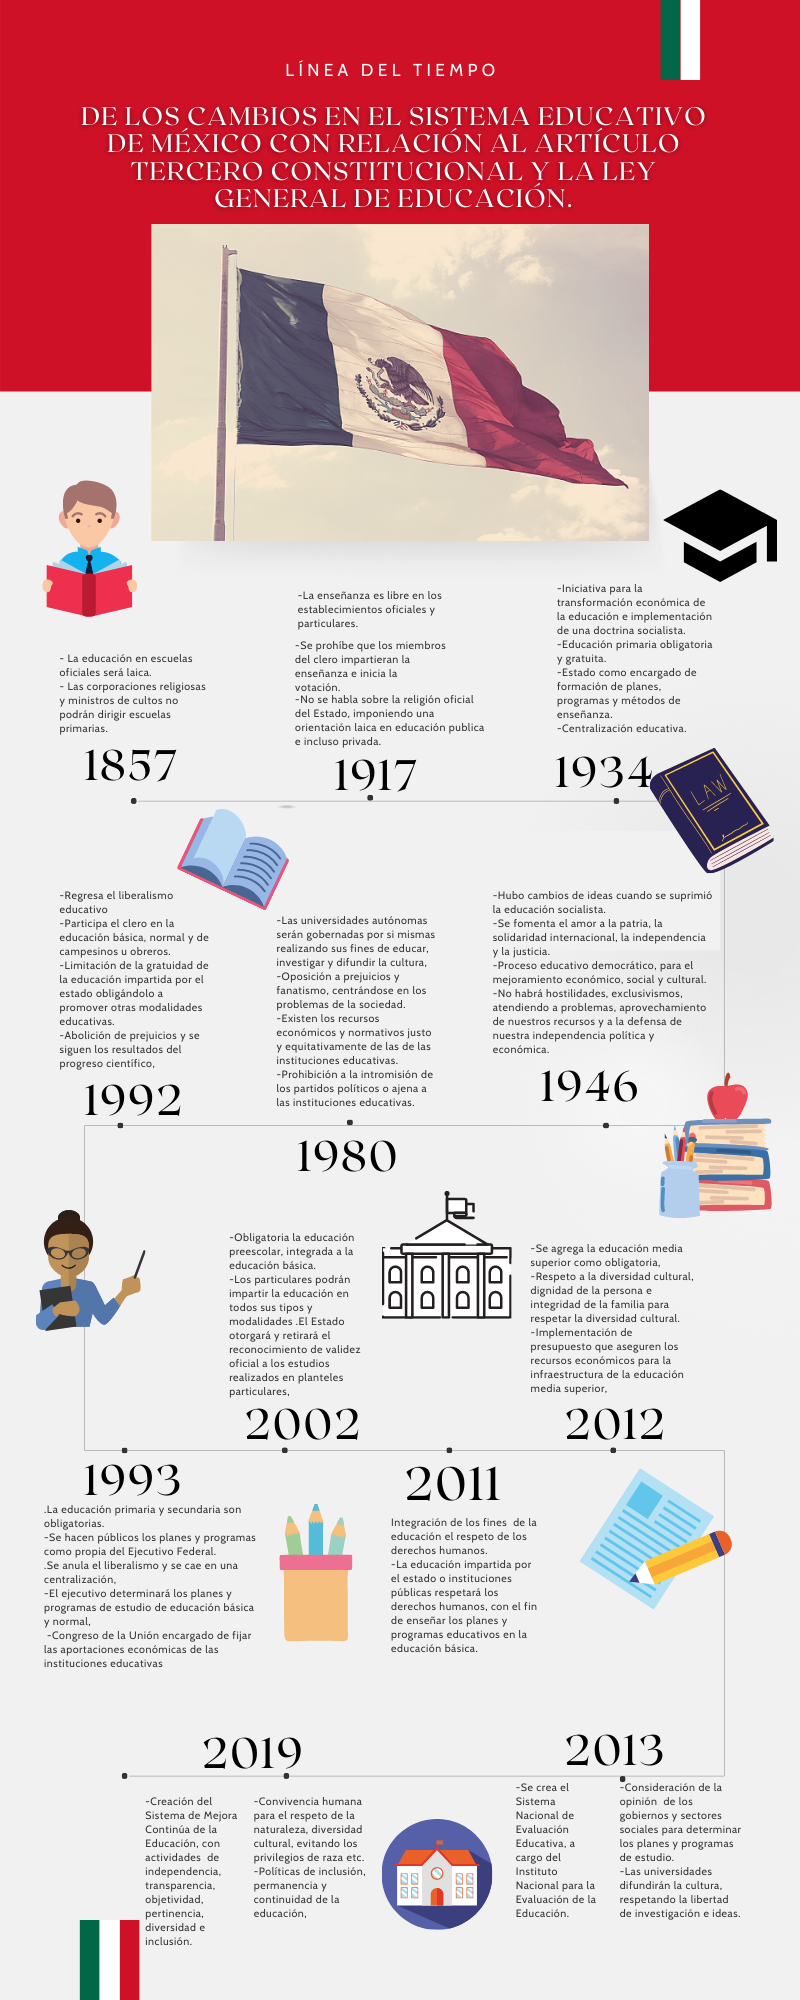 LÍNEA DEL TIEMPO
DE LOS CAMBIOS EN EL SISTEMA EDUCATIVO
DE MÉXICO CON RELACIÓN AL ARTÍCULO
TERCERO CONSTITUCIONAL Y LA LEY
GENERAL DE EDUCACIÓN.
- La educación en escuelas
oficiales será laica.
- Las corporaciones religiosas
y ministros de cultos no
podrán dirigir escuelas
primarias.
1857
-La enseñanza es libre en los
establecimientos oficiales y
particulares.
-Se prohíbe que los miembros
del clero impartieran la
enseñanza e inicia la
votación.
-No se habla sobre la religión oficial
del Estado, imponiendo una
orientación laica en educación publica
e incluso privada.
1917
-Iniciativa para la
transformación económica de
la educación e implementación
de una doctrina socialista.
-Educación primaria obligatoria
y gratuita.
-Estado como encargado de
formación de planes,
programas y métodos de
enseñanza.
-Centralización educativa.
1934
LAW
-Regresa el liberalismo
educativo
-Participa el clero en la
educación básica, normal y de
campesinos u obreros.
-Limitación de la gratuidad de
la educación impartida por el
estado obligándolo a
promover otras modalidades
educativas.
-Abolición de prejuicios y se
siguen los resultados del
progreso científico,
1992
-Las universidades autónomas
serán gobernadas por si mismas
realizando sus fines de educar,
investigar y difundir la cultura,
-Oposición a prejuicios y
fanatismo, centrándose en los
problemas de la sociedad.
-Existen los recursos
económicos y normativos justo
y equitativamente de las de las
instituciones educativas.
-Prohibición a la intromisión de
los partidos políticos o ajena a
las instituciones educativas.
1980
-Hubo cambios de ideas cuando se suprimió
la educación socialista.
-Se fomenta el amor a la patria, la
solidaridad internacional, la independencia
y la justicia.
-Proceso educativo democrático, para el
mejoramiento económico, social y cultural.
-No habrá hostilidades, exclusivismos,
atendiendo a problemas, aprovechamiento
de nuestros recursos y a la defensa de
nuestra independencia política y
económica.
1946
-Obligatoria la educación
preescolar, integrada a la
educación básica.
-Los particulares podrán
impartir la educación en
todos sus tipos y
modalidades .El Estado
otorgará y retirará el
reconocimiento de validez
oficial a los estudios
realizados en planteles
particulares,
2002
-Se agrega la educación media
superior como obligatoria,
-Respeto a la diversidad cultural,
dignidad de la persona e
integridad de la familia para
respetar la diversidad cultural.
-Implementación de
presupuesto que aseguren los
recursos económicos para la
infraestructura de la educación
media superior,
2012
1993
.La educación primaria y secundaria son
obligatorias.
-Se hacen públicos los planes y programas
como propia del Ejecutivo Federal.
.Se anula el liberalismo y se cae en una
centralización,
-El ejecutivo determinará los planes y
programas de estudio de educación básica
y normal,
-Congreso de la Unión encargado de fijar
las aportaciones económicas de las
instituciones educativas
2011
Integración de los fines de la
educación el respeto de los
derechos humanos.
-La educación impartida por
el estado o instituciones
públicas respetará los
derechos humanos, con el fin
de enseñar los planes y
programas educativos en la
educación básica.
2019
-Creación del
Sistema de Mejora
Continúa de la
Educación, con
actividades de
independencia,
transparencia,
objetividad,
pertinencia,
diversidad e
inclusión.
-Convivencia humana
para el respeto de la
naturaleza, diversidad
cultural, evitando los
privilegios de raza etc.
-Políticas de inclusión,
permanencia y
continuidad de la
educación,
2013
-Se crea el
Sistema
Nacional de
Evaluación
Educativa, a
cargo del
Instituto
Nacional para la
Evaluación de la
Educación.
-Consideración de la
opinión de los
gobiernos y sectores
sociales para determinar
los planes y programas
de estudio.
-Las universidades
difundirán la cultura,
respetando la libertad
de investigación e ideas.